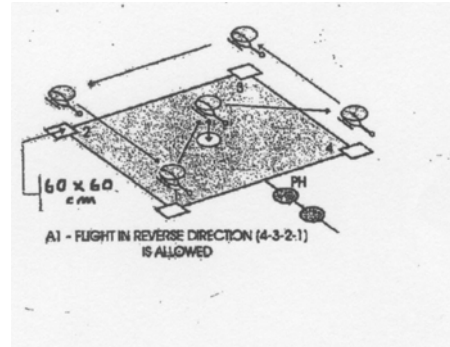 3
2
4
60 x 60
cm
PH
A1 - FLIGHT IN REVERSE DIRECTION (4-3-2-1)
IS ALLOWED